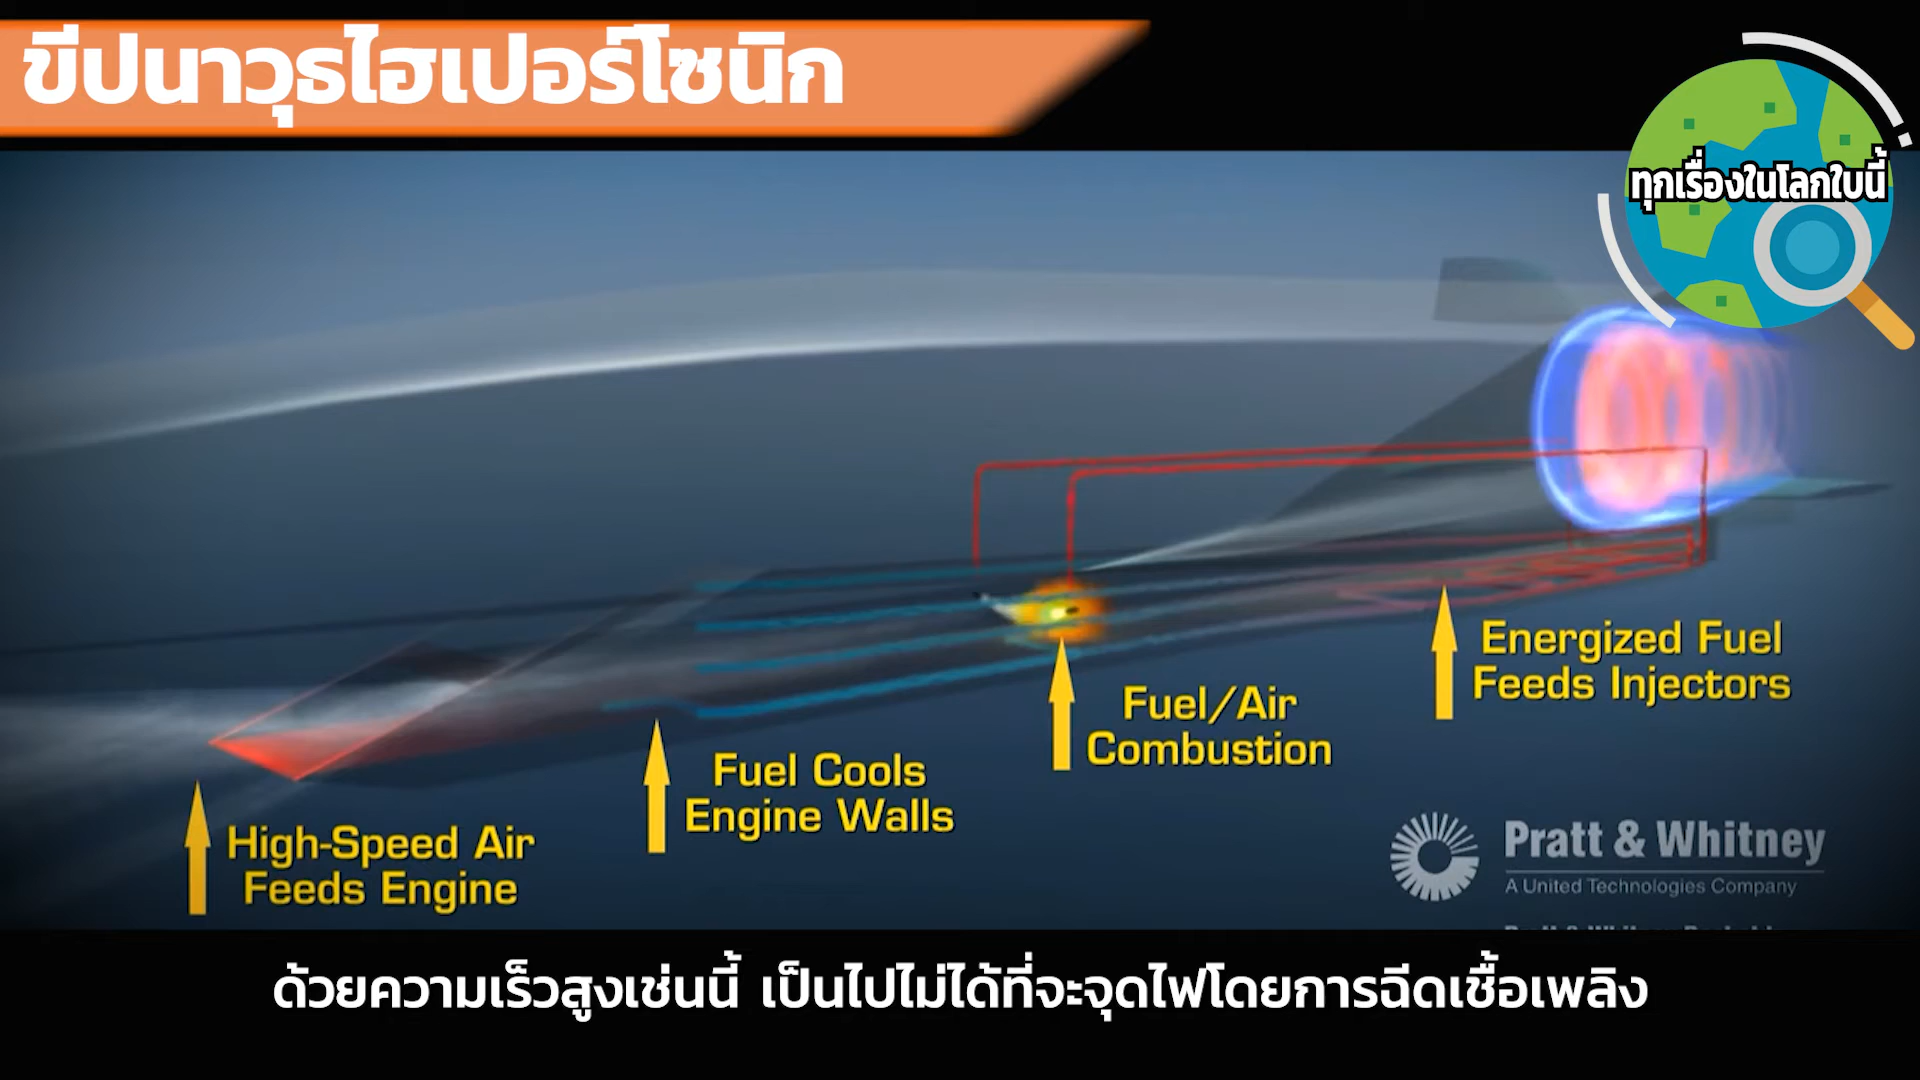 ขีปนาวุธไฮเปอร์โซนิก
ทุกเรื่องในโลกใบนี้
Energized Fuel
Feeds Injectors
Fuel/Air
Combustion
Fuel Cools
Engine Walls
High-Speed Air
Feeds Engine
Pratt & Whitney
A United Technologies Company
ด้วยความเร็วสูงเช่นนี้ เป็นไปไม่ได้ที่จะจุดไฟโดยการฉีดเชื้อเพลิง